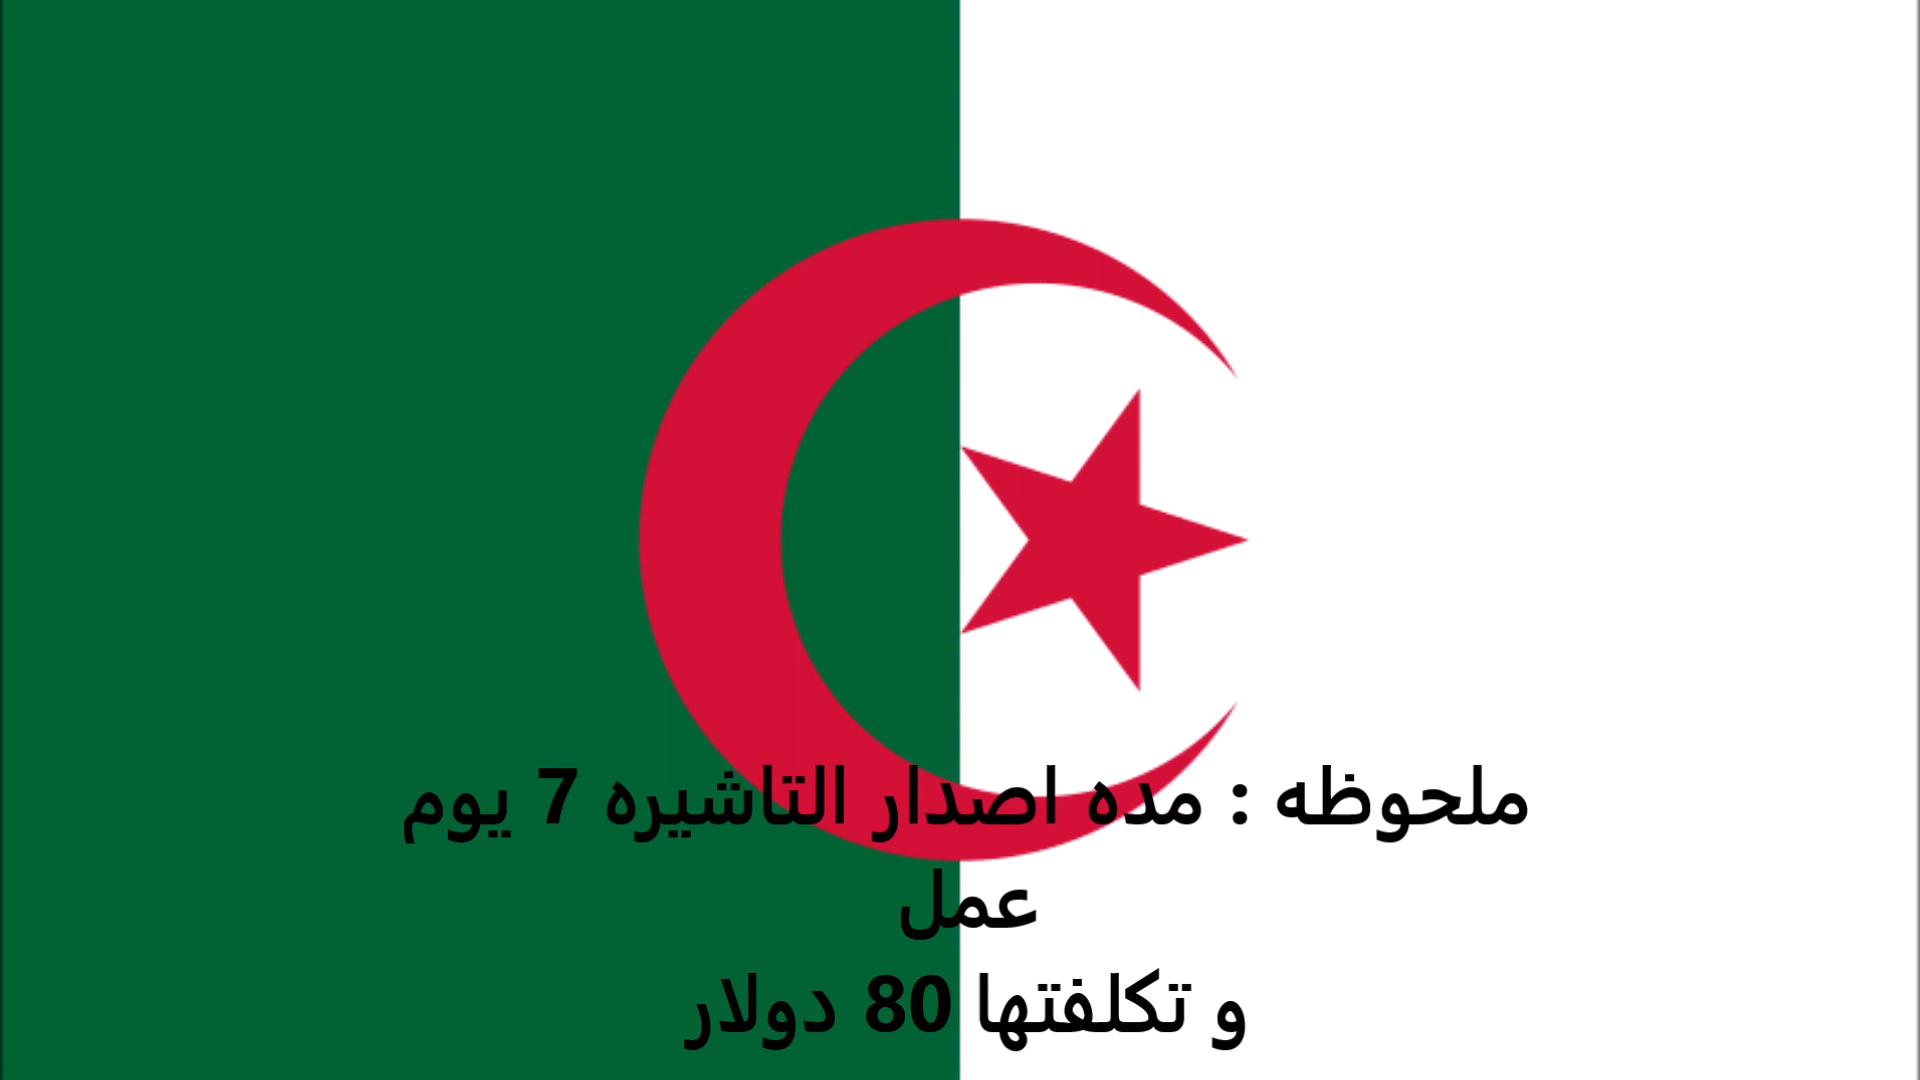 ملحوظه : مده اصدار التاشيره 7 يوم
عمل
و تكلفتها 80 دولار